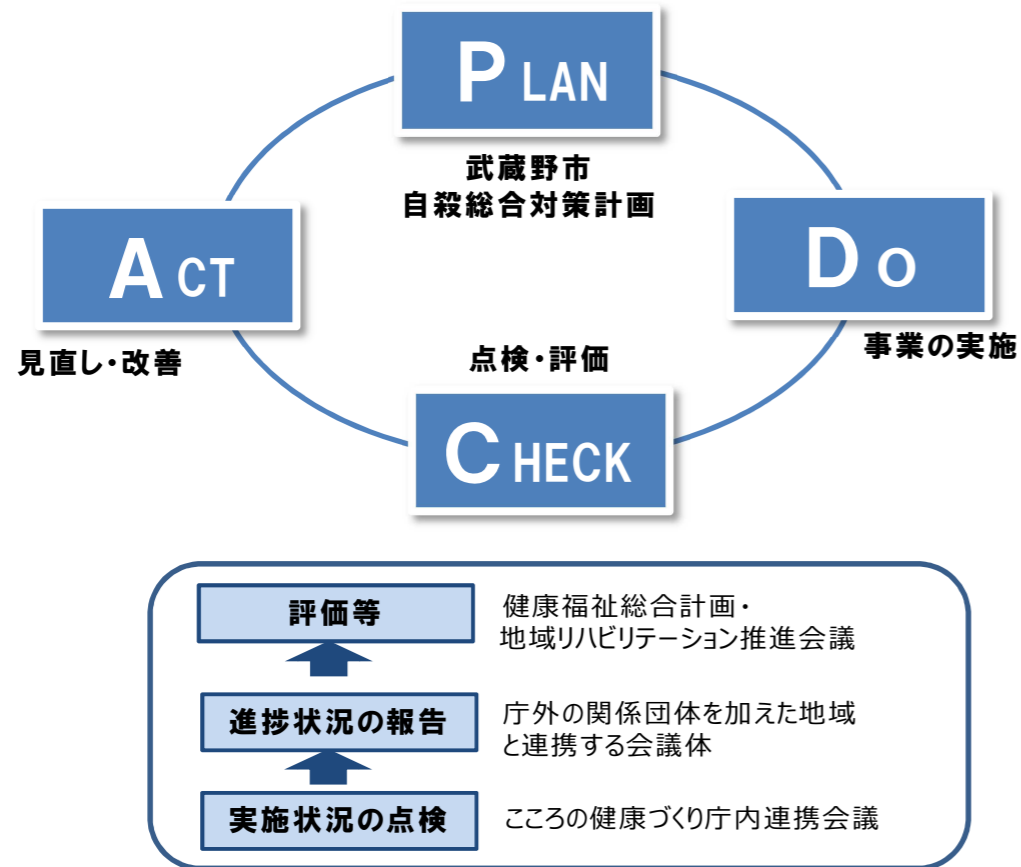 PLAN
武蔵野市
自殺総合対策計画
ACT
見直し・改善
DO
事業の実施
点検・評価
CHECK
評価等
健康福祉総合計画・
地域リハビリテーション推進会議
進捗状況の報告
庁外の関係団体を加えた地域
と連携する会議体
実施状況の点検
こころの健康づくり庁内連携会議